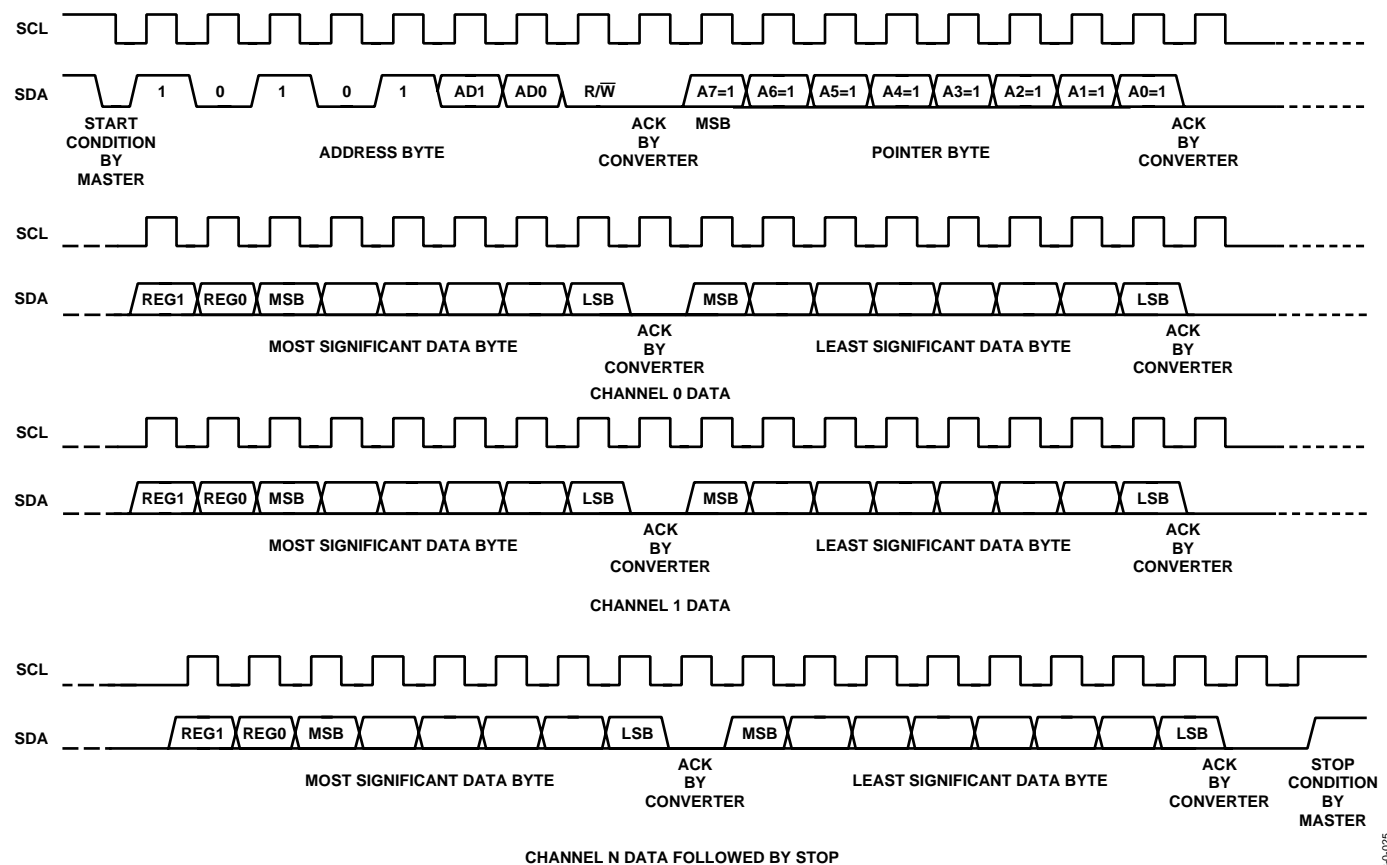 SCL
SDA 1 0 1 0 1 AD1 AD0 R/W̅ A7=1 A6=1 A5=1 A4=1 A3=1 A2=1 A1=1 A0=1
START CONDITION BY MASTER
ADDRESS BYTE
ACK BY CONVERTER
MSB
POINTER BYTE
ACK BY CONVERTER
SCL
SDA REG1 REG0 MSB LSB MSB LSB
MOST SIGNIFICANT DATA BYTE
ACK BY CONVERTER
LEAST SIGNIFICANT DATA BYTE
ACK BY CONVERTER
CHANNEL 0 DATA
SCL
SDA REG1 REG0 MSB LSB MSB LSB
MOST SIGNIFICANT DATA BYTE
ACK BY CONVERTER
LEAST SIGNIFICANT DATA BYTE
ACK BY CONVERTER
CHANNEL 1 DATA
SCL
SDA REG1 REG0 MSB LSB MSB LSB
MOST SIGNIFICANT DATA BYTE
ACK BY CONVERTER
LEAST SIGNIFICANT DATA BYTE
ACK BY CONVERTER
STOP CONDITION BY MASTER
CHANNEL N DATA FOLLOWED BY STOP